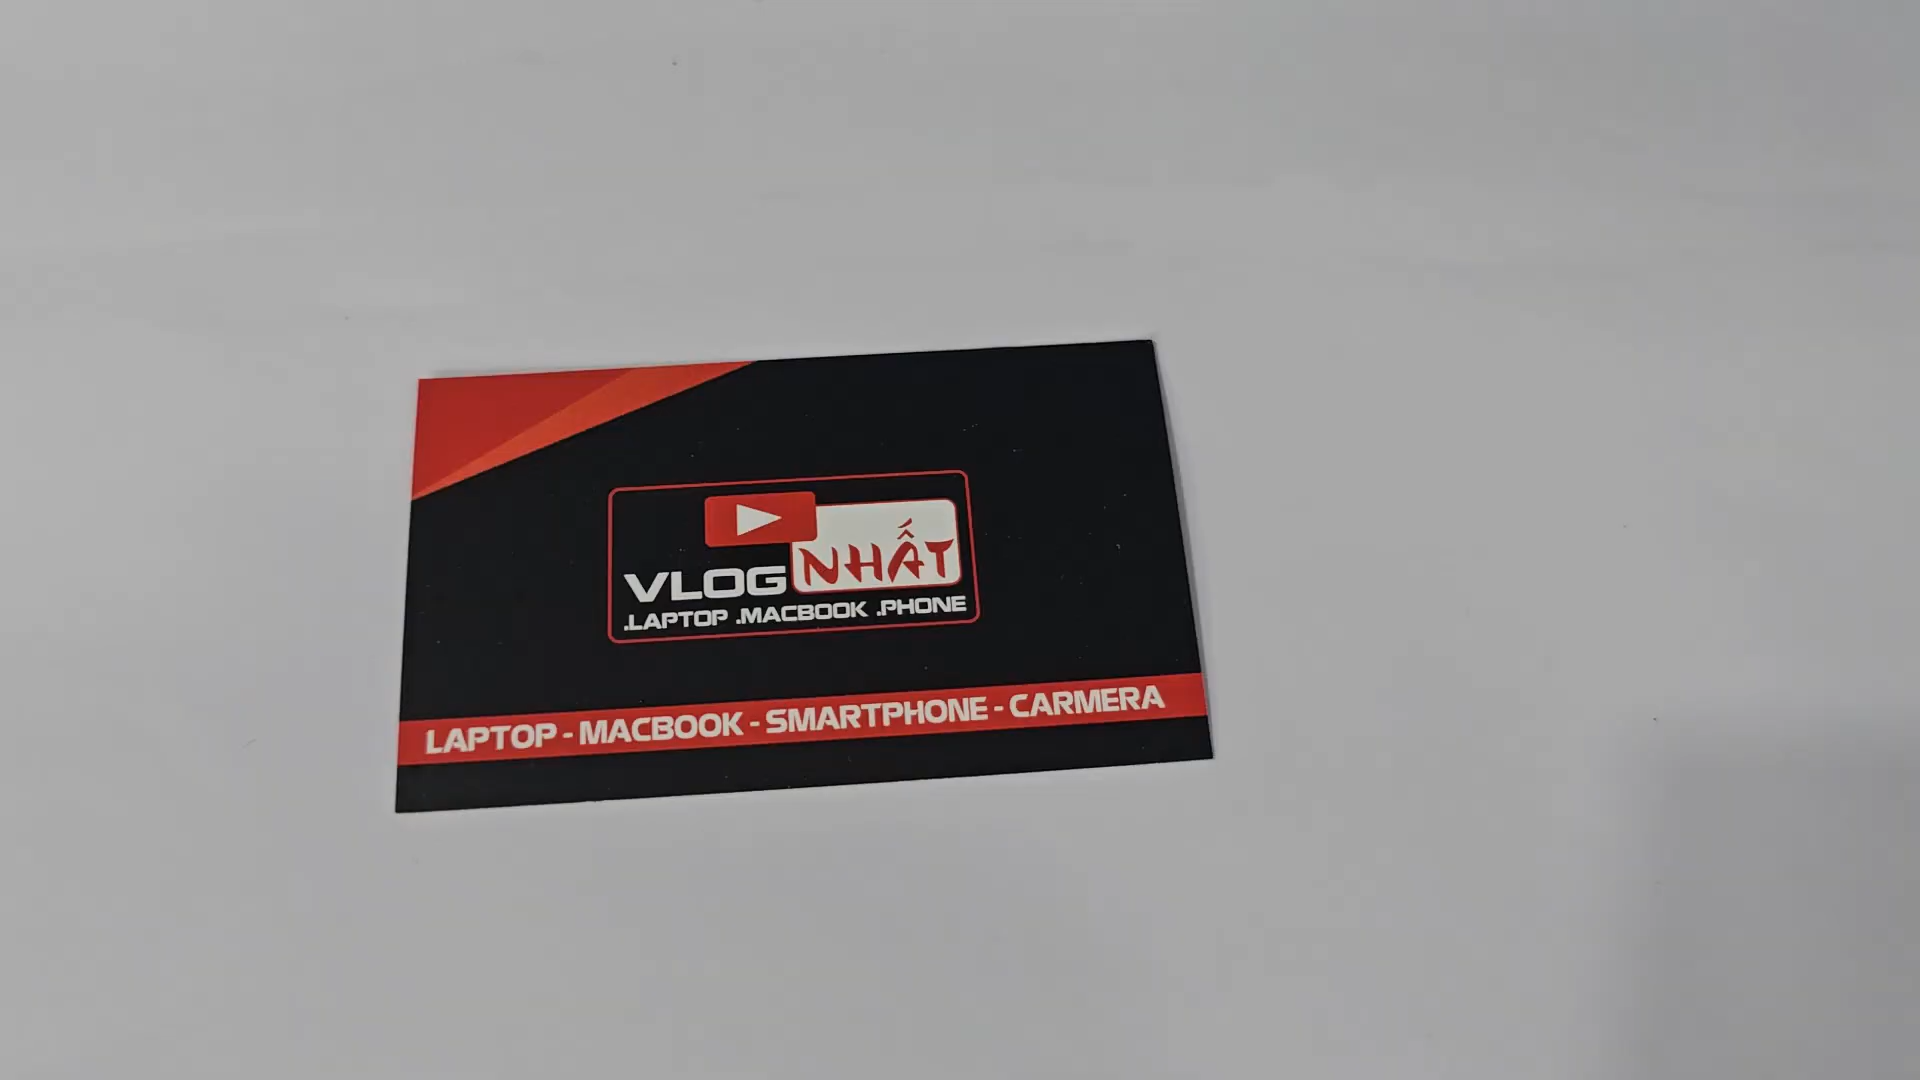 VLOG NHẤT
.LAPTOP .MACBOOK .PHONE
LAPTOP - MACBOOK - SMARTPHONE - CARMERA